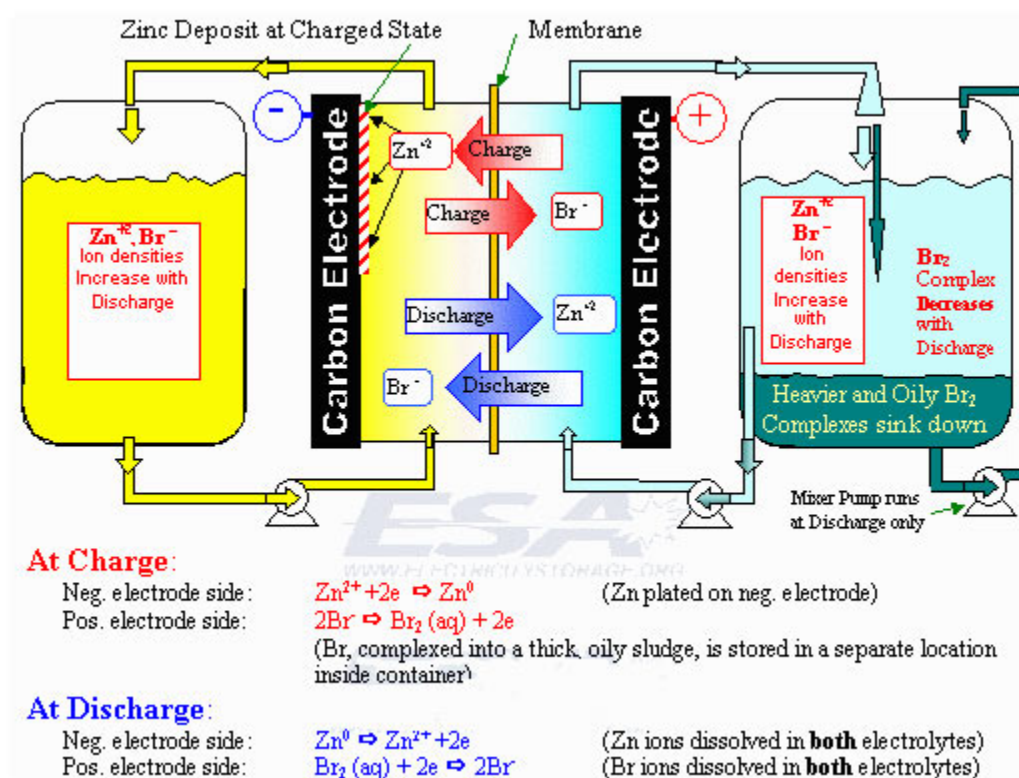 Zinc Deposit at Charged State
Membrane
-
+
Carbon Electrode
Carbon Electrode
Zn+2
Charge
Charge
Br -
Discharge
Zn+2
Br -
Discharge
Zn+2, Br -
Ion densities
Increase with
Discharge
Zn+2
Br -
Ion
densities
Increase
with
Discharge
Br2
Complex
Decreases
with
Discharge
Heavier and Oily Br2
Complexes sink down
Mixer Pump runs
at Discharge only
ESA
WWW.ELECTRICITYSTORAGE.ORG
At Charge:
Neg. electrode side: Zn2+ +2e ⇨ Zn0 (Zn plated on neg. electrode)
Pos. electrode side: 2Br- ⇨ Br2 (aq) + 2e
(Br, complexed into a thick oily sludge, is stored in a separate location
inside container)
At Discharge:
Neg. electrode side: Zn0 ⇨ Zn2+ +2e (Zn ions dissolved in both electrolytes)
Pos. electrode side: Br2 (aq) + 2e ⇨ 2Br- (Br ions dissolved in both electrolytes)